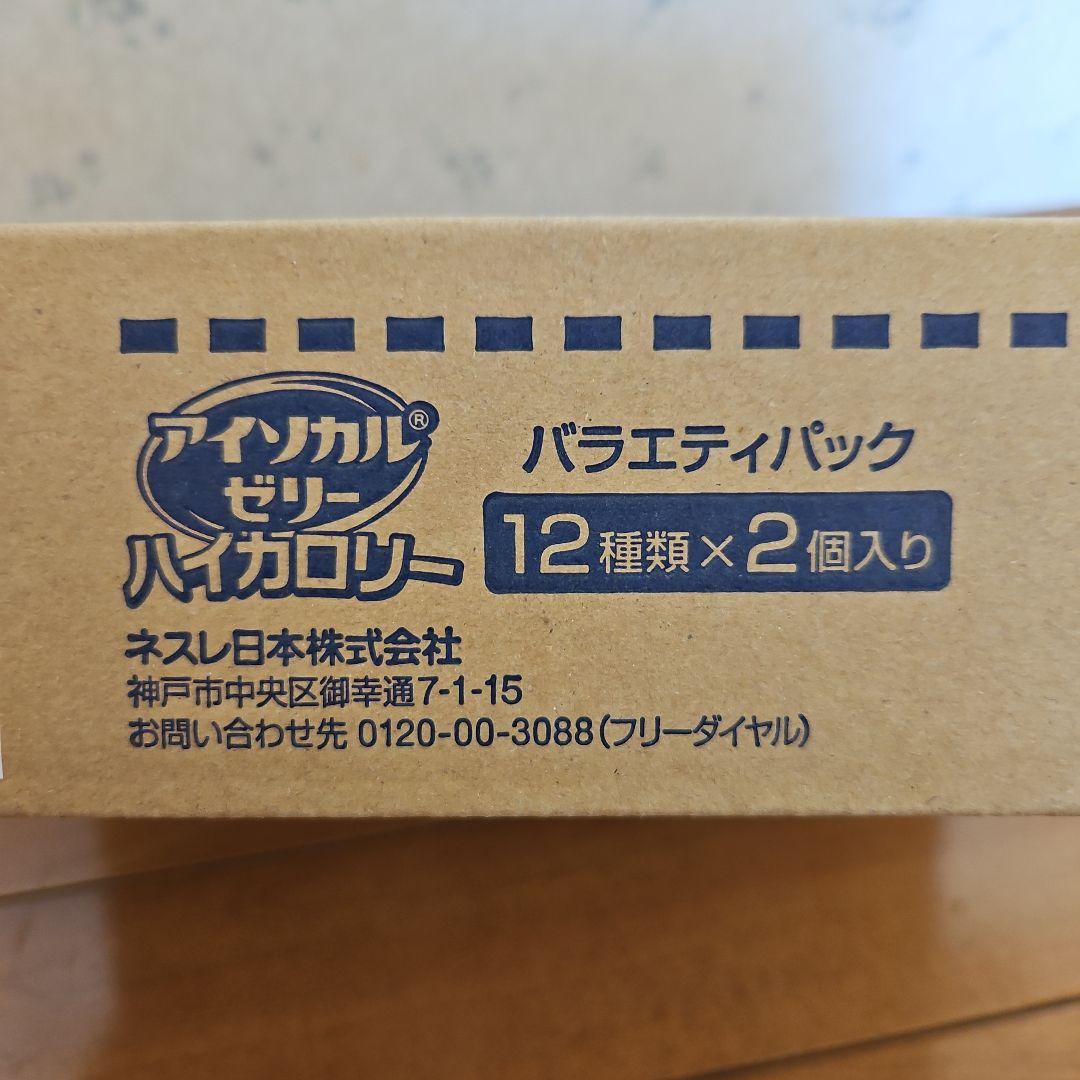 アイソカル®
ゼリー
ハイカロリー
バラエティパック
12種類×2個入り
ネスレ日本株式会社
神戸市中央区御幸通7-1-15
お問い合わせ先 0120-00-3088(フリーダイヤル)